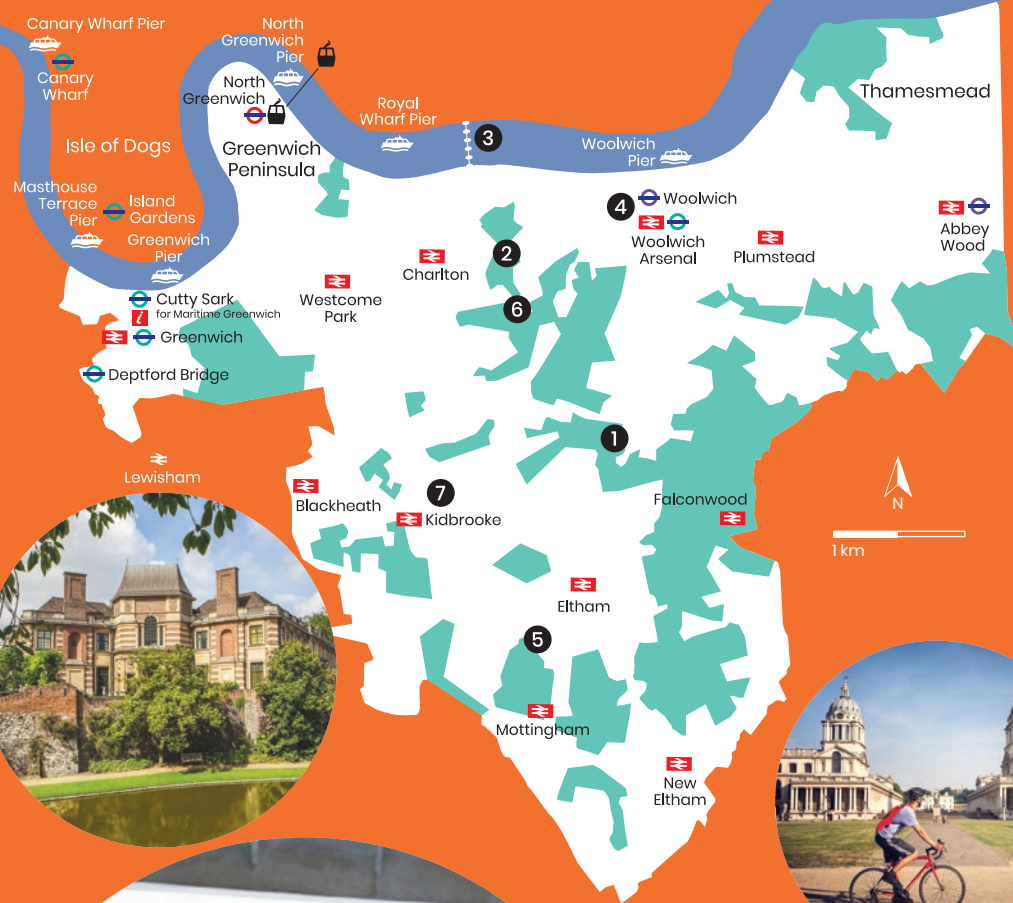 Canary Wharf Pier
Canary
Wharf
North
Greenwich
Pier
North
Greenwich
Royal
Wharf Pier
3
Thamesmead
Isle of Dogs
Greenwich
Peninsula
Woolwich
Pier
Masthouse
Terrace
Pier
Island
Gardens
Greenwich
Pier
4
Woolwich
Woolwich
Arsenal
Plumstead
Abbey
Wood
2
Charlton
Westcome
Park
6
Cutty Sark
i
for Maritime Greenwich
Greenwich
Deptford Bridge
1
Lewisham
7
Blackheath
Kidbrooke
Falconwood
N
1 km
Eltham
5
Mottingham
New
Eltham